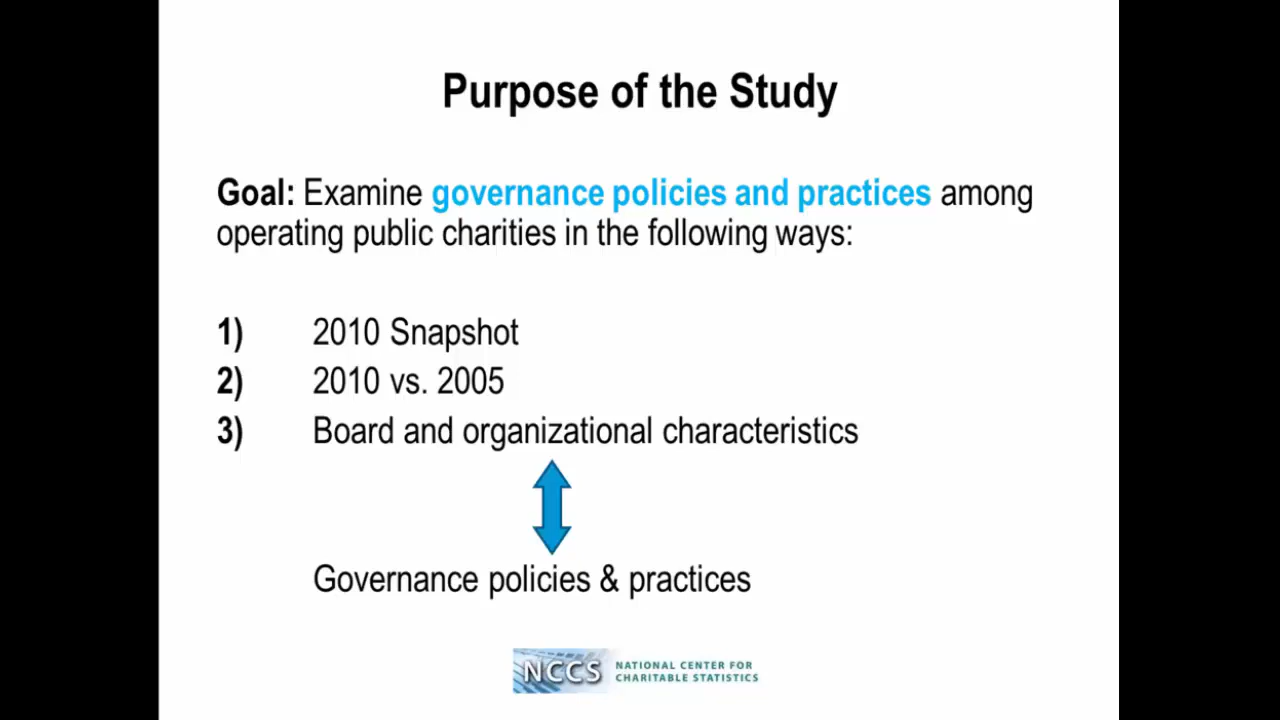 Purpose of the Study
Goal: Examine governance policies and practices among
operating public charities in the following ways:
1) 2010 Snapshot
2) 2010 vs. 2005
3) Board and organizational characteristics
Governance policies & practices
NCCS NATIONAL CENTER FOR
CHARITABLE STATISTICS